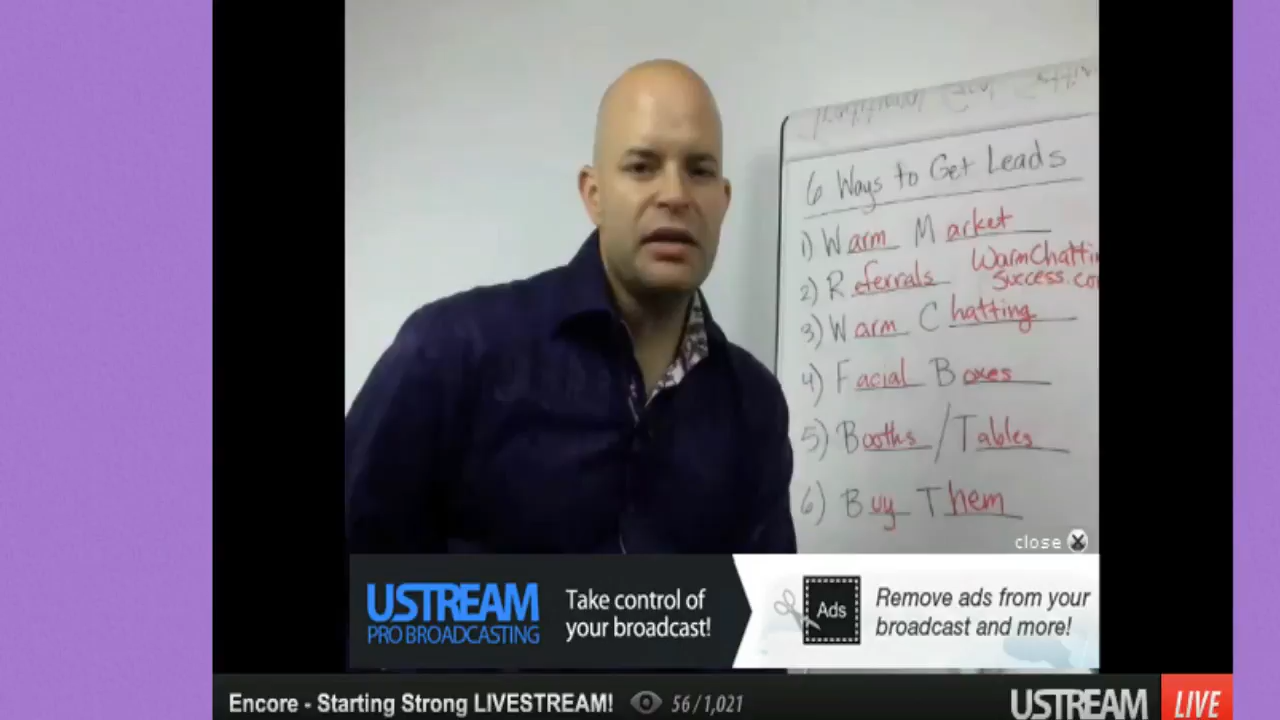 6 Ways to Get Leads
1) Warm Market
WarmChatti
2) Referrals
Success.co
3) Warm Chatting
4) Facial Boxes
5) Booths / Tables
6) Buy Them
close X
USTREAM
PRO BROADCASTING
Take control of
your broadcast!
Ads
Remove ads from your
broadcast and more!
Encore - Starting Strong LIVESTREAM! 56/1,021
USTREAM LIVE